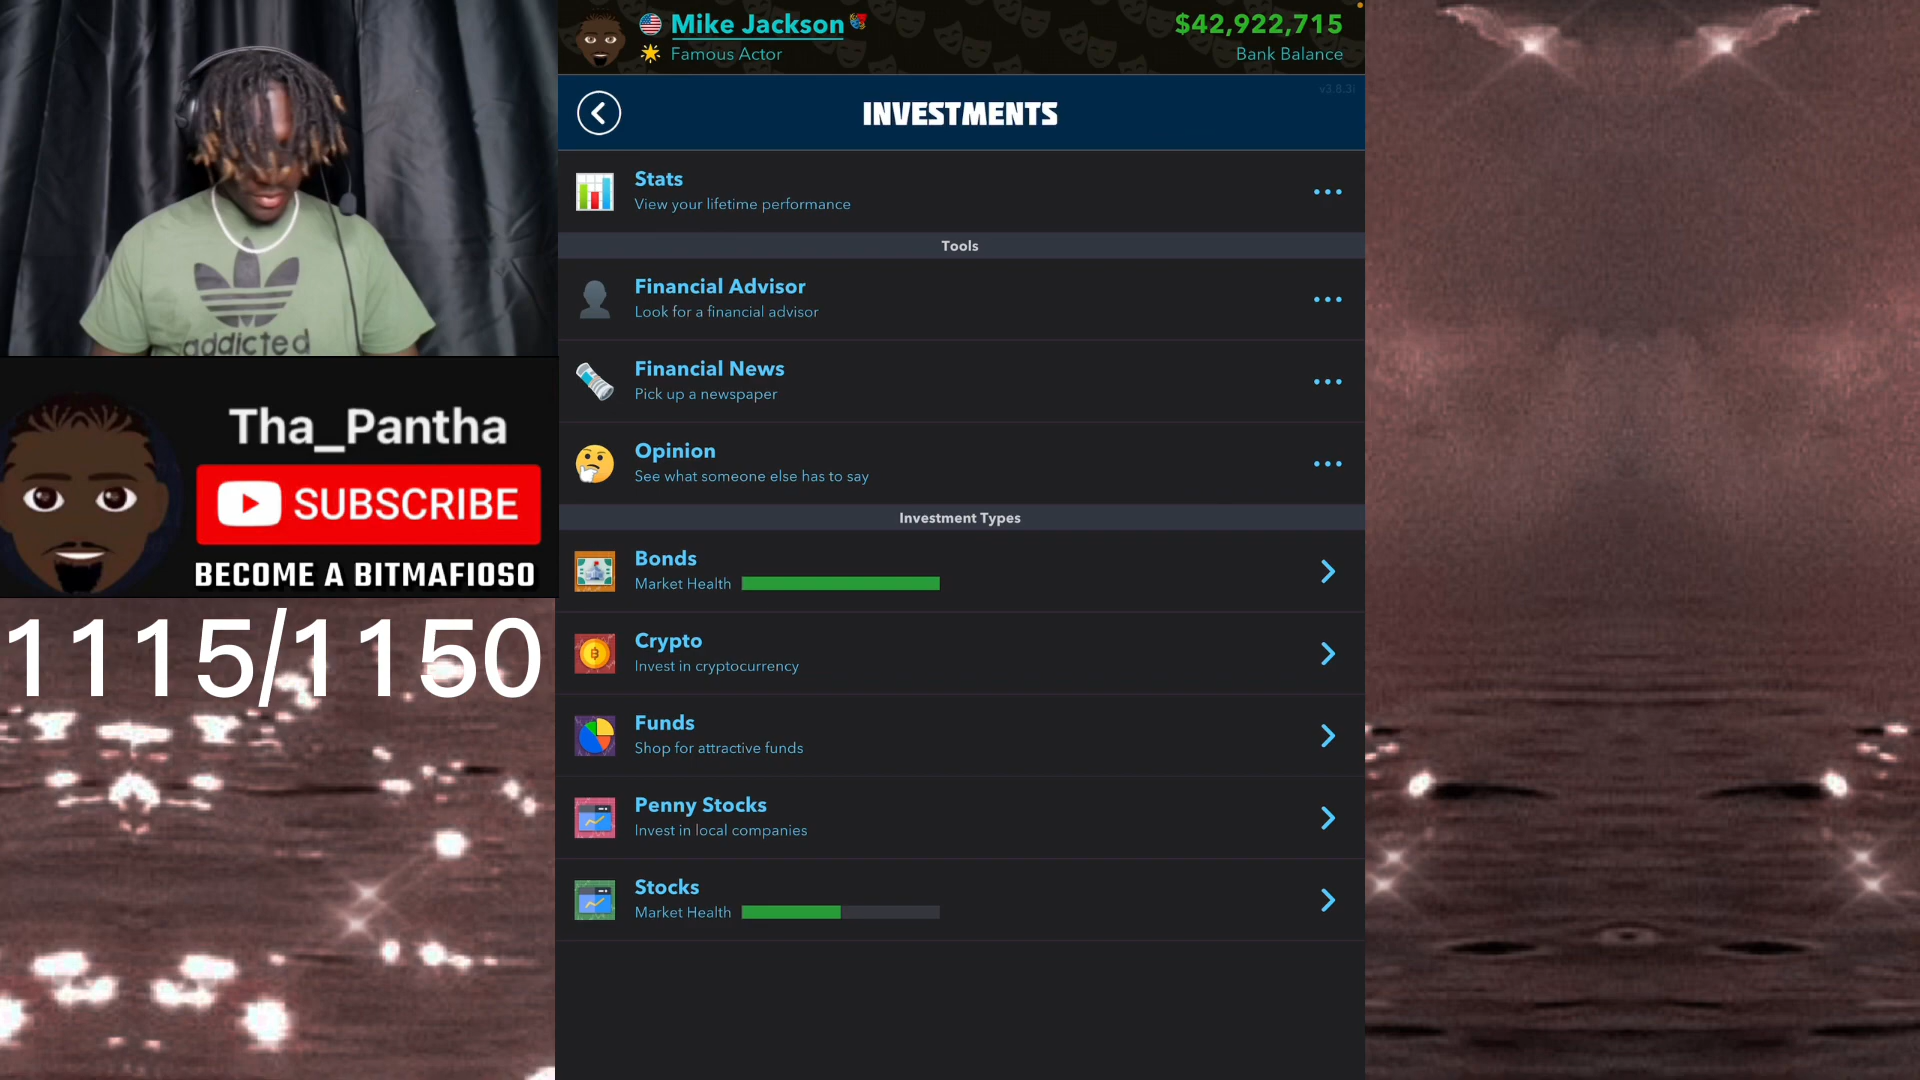 addicted
Tha_Pantha
SUBSCRIBE
BECOME A BITMAFIOSO
1115/1150
Mike Jackson
Famous Actor
$42,922,715
Bank Balance
v3.8.3i
INVESTMENTS
Stats
View your lifetime performance
Tools
Financial Advisor
Look for a financial advisor
Financial News
Pick up a newspaper
Opinion
See what someone else has to say
Investment Types
Bonds
Market Health
Crypto
Invest in cryptocurrency
Funds
Shop for attractive funds
Penny Stocks
Invest in local companies
Stocks
Market Health